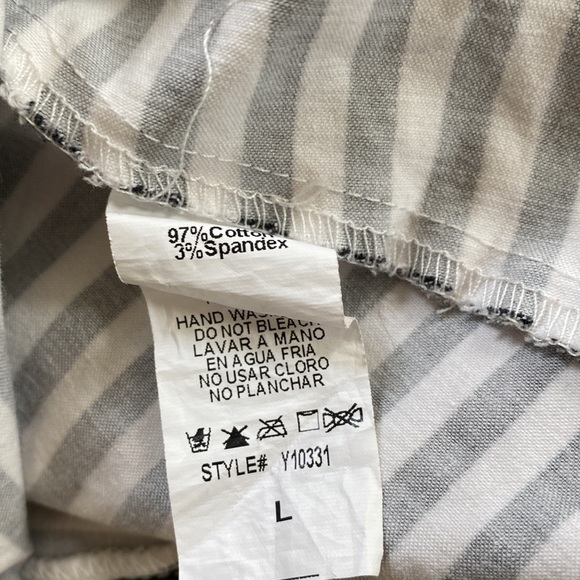 97%Cotton
3%Spandex
HAND WASH
DO NOT BLEACH
LAVAR A MANO
EN AGUA FRIA
NO USAR CLORO
NO PLANCHAR
STYLE# Y10331
L